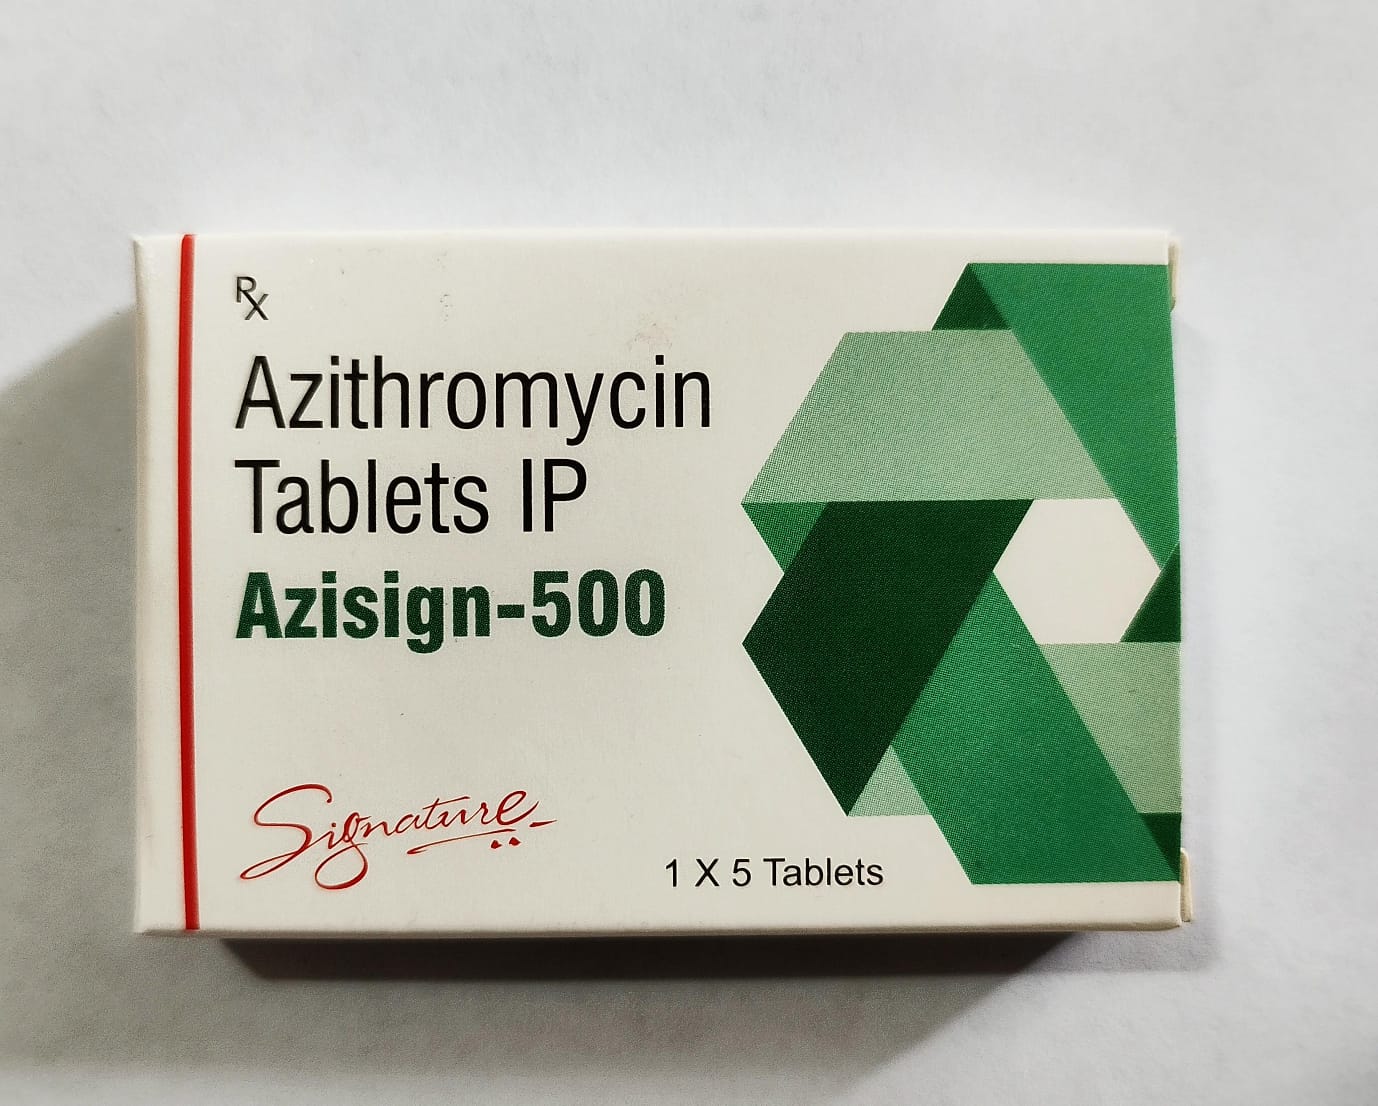 Rx
Azithromycin
Tablets IP
Azisign-500
Signature
1 X 5 Tablets